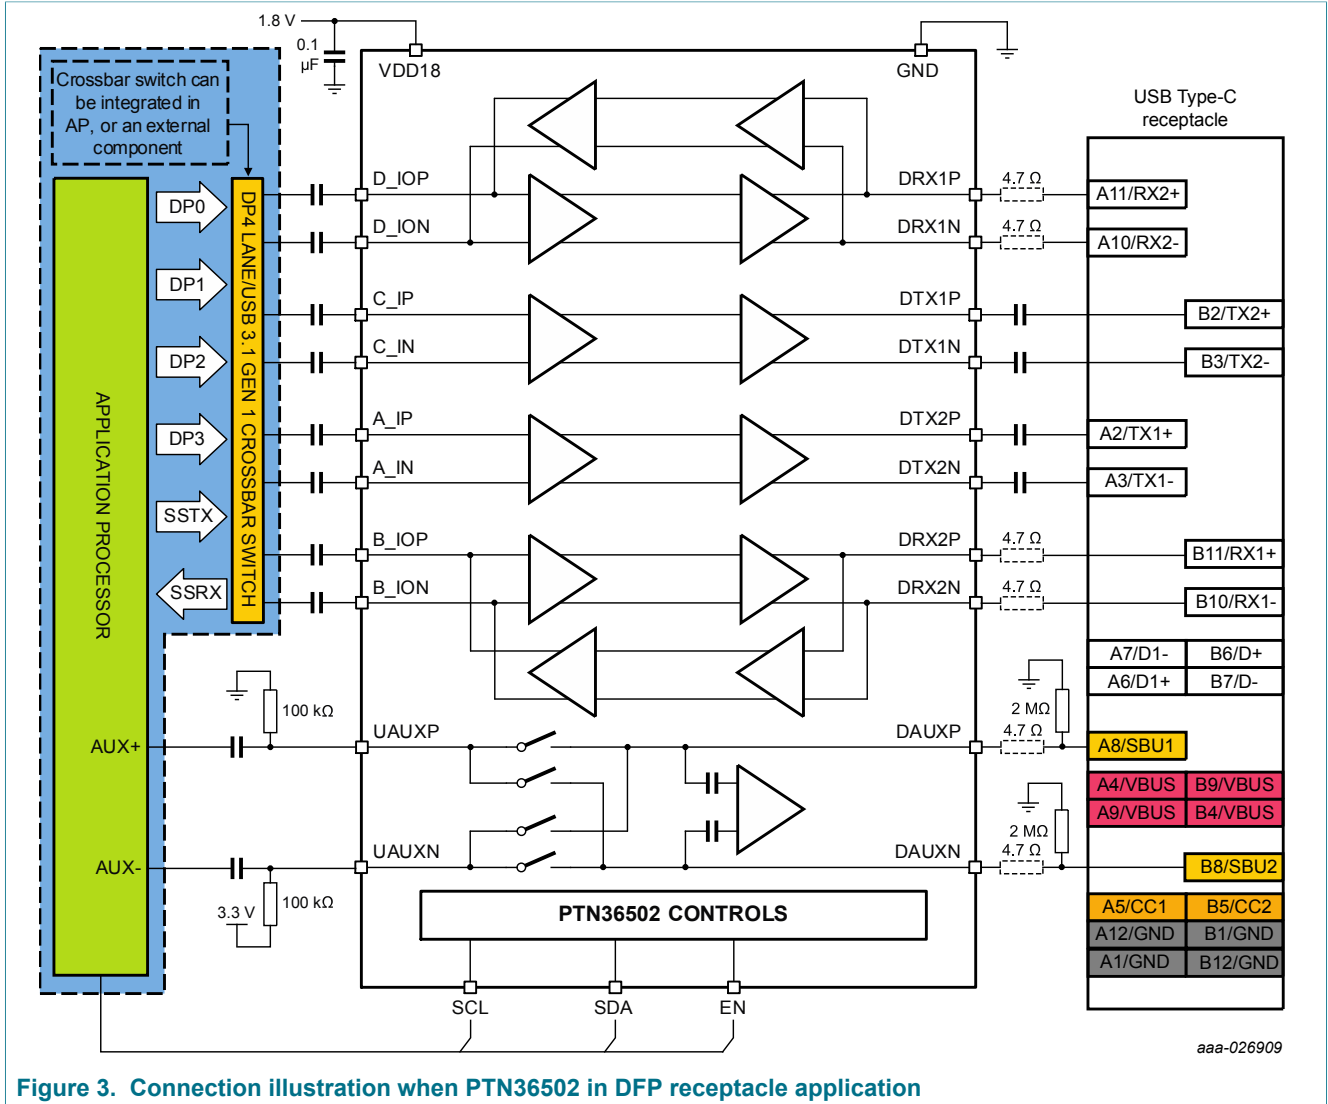 1.8 V
0.1
µF
VDD18
GND
Crossbar switch can
be integrated in
AP, or an external
component
USB Type-C
receptacle
APPLICATION PROCESSOR
DP0
DP1
DP2
DP3
SSTX
SSRX
DP4 LANE/USB 3.1 GEN 1 CROSSBAR SWITCH
D_IOP
DRX1P
4.7 Ω
A11/RX2+
D_ION
DRX1N
4.7 Ω
A10/RX2-
C_IP
DTX1P
B2/TX2+
C_IN
DTX1N
B3/TX2-
A_IP
DTX2P
A2/TX1+
A_IN
DTX2N
A3/TX1-
B_IOP
DRX2P
4.7 Ω
B11/RX1+
B_ION
DRX2N
4.7 Ω
B10/RX1-
A7/D1- B6/D+
A6/D1+ B7/D-
100 kΩ
2 MΩ
AUX+
UAUXP
DAUXP
4.7 Ω
A8/SBU1
A4/VBUS B9/VBUS
A9/VBUS B4/VBUS
2 MΩ
AUX-
UAUXN
DAUXN
4.7 Ω
B8/SBU2
3.3 V
100 kΩ
PTN36502 CONTROLS
A5/CC1 B5/CC2
A12/GND B1/GND
A1/GND B12/GND
SCL
SDA
EN
aaa-026909
Figure 3. Connection illustration when PTN36502 in DFP receptacle application